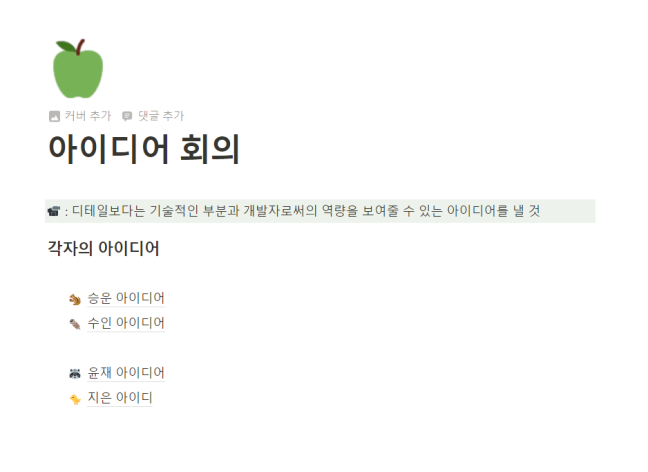 커버 추가 댓글 추가
아이디어 회의
: 디테일보다는 기술적인 부분과 개발자로써의 역량을 보여줄 수 있는 아이디어를 낼 것
각자의 아이디어
승운 아이디어
수인 아이디어
윤재 아이디어
지은 아이디